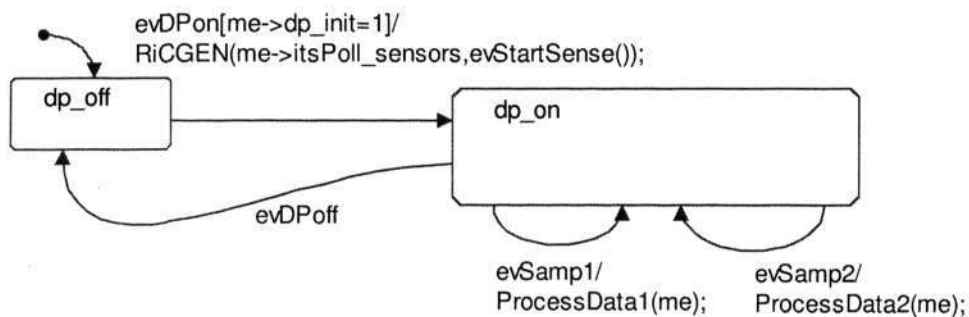 evDPon[me->dp_init=1]/
RiCGEN(me->itsPoll_sensors,evStartSense());
dp_off
dp_on
evDPoff
evSamp1/
ProcessData1(me);
evSamp2/
ProcessData2(me);